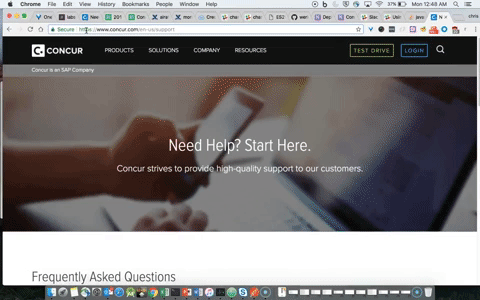 Chrome File Edit View History Bookmarks People Window Help
Mon 12:48 AM
Secure https://www.concur.com/en-us/support
CONCUR PRODUCTS SOLUTIONS COMPANY RESOURCES TEST DRIVE LOGIN
Concur is an SAP Company
Need Help? Start Here.
Concur strives to provide high-quality support to our customers.
Frequently Asked Questions